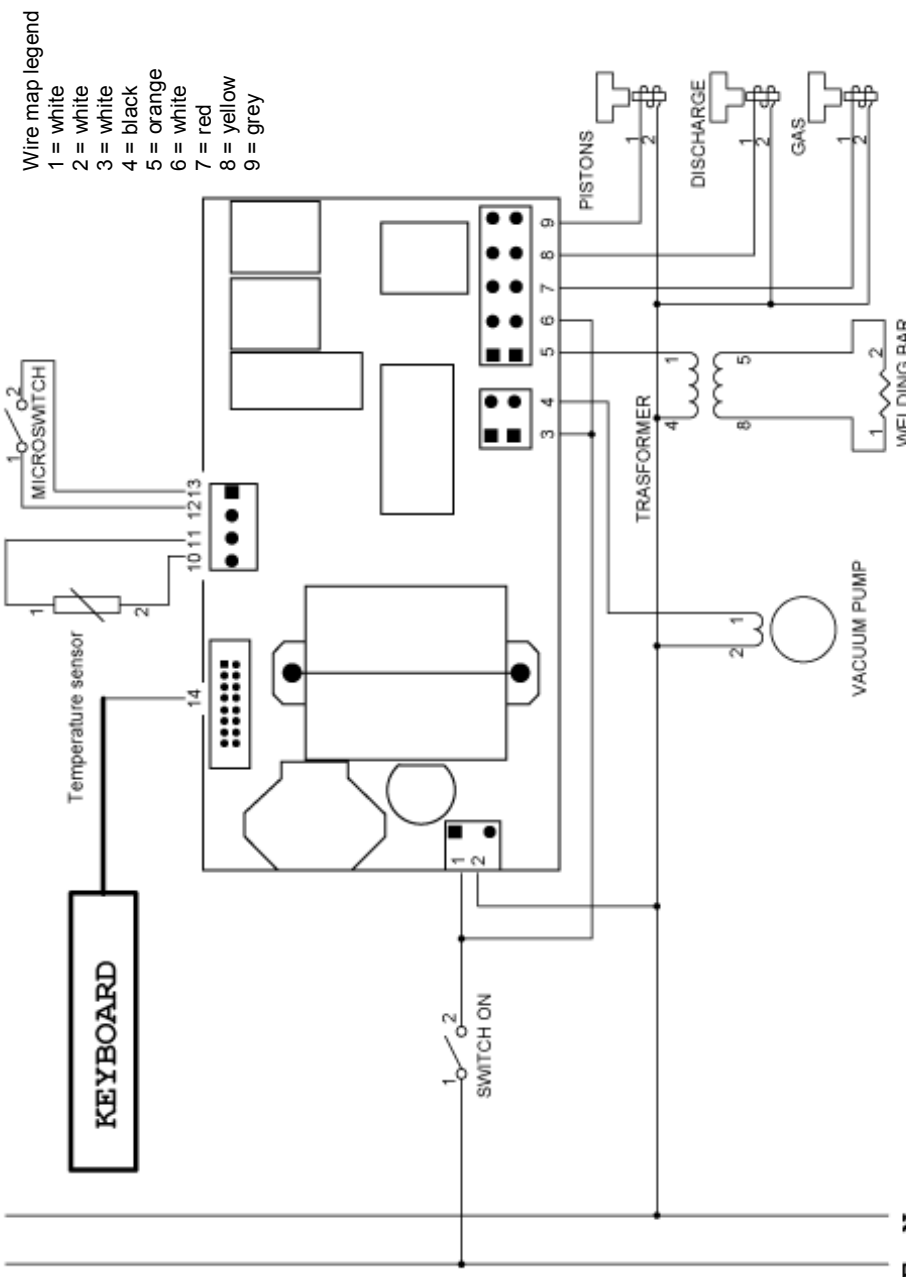 Wire map legend
1 = white
2 = white
3 = white
4 = black
5 = orange
6 = white
7 = red
8 = yellow
9 = grey
MICROSWITCH
1
2
Temperature sensor
1
2
KEYBOARD
14
10 11 12 13
1
2
SWITCH ON
1
2
3 4 5 6 7 8 9
PISTONS
1
2
DISCHARGE
1
2
GAS
1
2
TRASFORMER
4
1
8
5
WELDING BAR
1
2
VACUUM PUMP
2
1
N